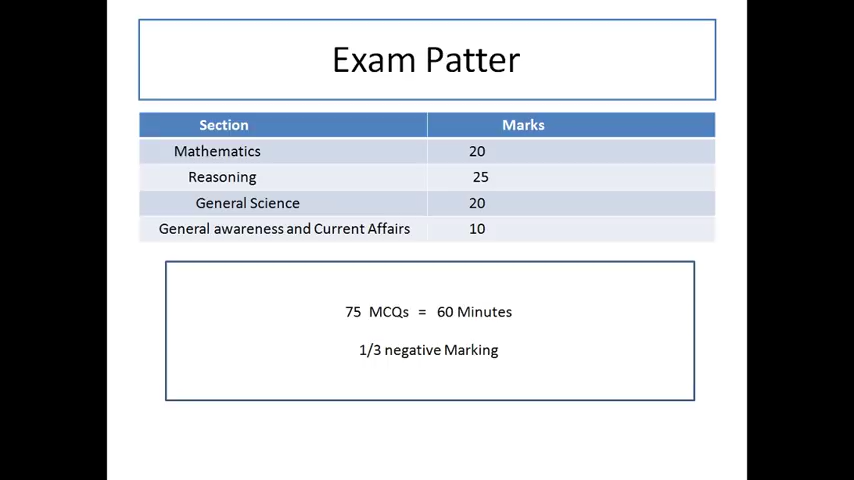 Exam Patter
Section Marks
Mathematics 20
Reasoning 25
General Science 20
General awareness and Current Affairs 10
75 MCQs = 60 Minutes
1/3 negative Marking